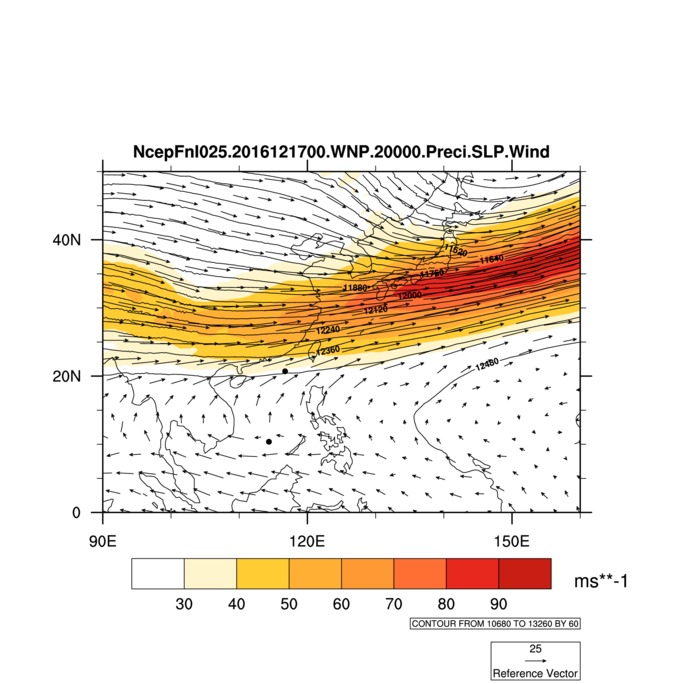 NcepFnl025.2016121700.WNP.20000.Preci.SLP.Wind
40N
20N
0
90E 120E 150E
11520
11640
11760
11880
12000
12120
12240
12360
12480
30 40 50 60 70 80 90
ms**-1
CONTOUR FROM 10680 TO 13260 BY 60
25
Reference Vector